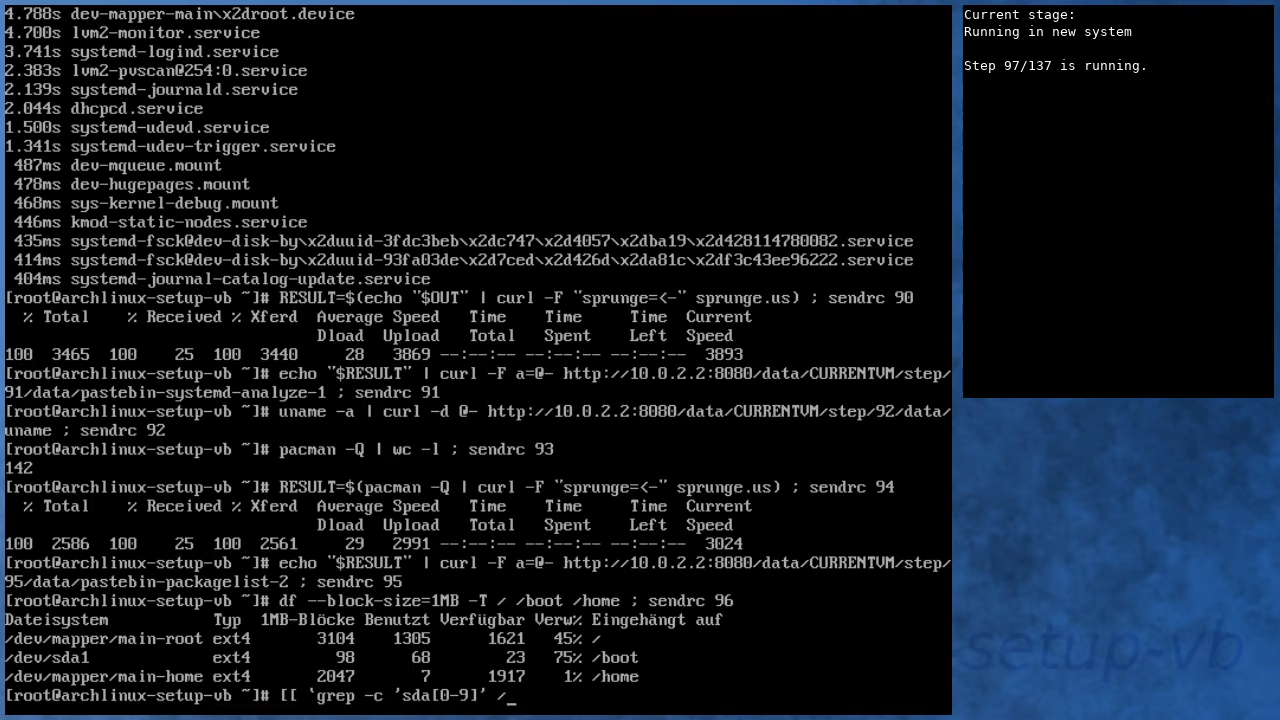 4.788s dev-mapper-main\x2droot.device
4.700s lvm2-monitor.service
3.741s systemd-logind.service
2.383s lvm2-pvscan@254:0.service
2.139s systemd-journald.service
2.044s dhcpcd.service
1.500s systemd-udevd.service
1.341s systemd-udev-trigger.service
 487ms dev-mqueue.mount
 478ms dev-hugepages.mount
 468ms sys-kernel-debug.mount
 446ms kmod-static-nodes.service
 435ms systemd-fsck@dev-disk-by\x2duuid-3fdc3beb\x2dc747\x2d4057\x2dba19\x2d428114780082.service
 414ms systemd-fsck@dev-disk-by\x2duuid-93fa03de\x2d7ced\x2d426d\x2da81c\x2df3c43ee96222.service
 404ms systemd-journal-catalog-update.service
[root@archlinux-setup-vb ~]# RESULT=$(echo "$OUT" | curl -F "sprunge=<-" sprunge.us) ; sendrc 90
  % Total    % Received % Xferd  Average Speed   Time    Time     Time  Current
                                 Dload  Upload   Total   Spent    Left  Speed
100  3465  100    25  100  3440     28   3869 --:--:-- --:--:-- --:--:--  3893
[root@archlinux-setup-vb ~]# echo "$RESULT" | curl -F a=@- http://10.0.2.2:8080/data/CURRENTVM/step/
91/data/pastebin-systemd-analyze-1 ; sendrc 91
[root@archlinux-setup-vb ~]# uname -a | curl -d @- http://10.0.2.2:8080/data/CURRENTVM/step/92/data/
uname ; sendrc 92
[root@archlinux-setup-vb ~]# pacman -Q | wc -l ; sendrc 93
142
[root@archlinux-setup-vb ~]# RESULT=$(pacman -Q | curl -F "sprunge=<-" sprunge.us) ; sendrc 94
  % Total    % Received % Xferd  Average Speed   Time    Time     Time  Current
                                 Dload  Upload   Total   Spent    Left  Speed
100  2586  100    25  100  2561     29   2991 --:--:-- --:--:-- --:--:--  3024
[root@archlinux-setup-vb ~]# echo "$RESULT" | curl -F a=@- http://10.0.2.2:8080/data/CURRENTVM/step/
95/data/pastebin-packagelist-2 ; sendrc 95
[root@archlinux-setup-vb ~]# df --block-size=1MB -T / /boot /home ; sendrc 96
Dateisystem           Typ  1MB-Blöcke Benutzt Verfügbar Verw% Eingehängt auf
/dev/mapper/main-root ext4       3104    1305      1621   45% /
/dev/sda1             ext4         98      68        23   75% /boot
/dev/mapper/main-home ext4       2047       7      1917    1% /home
[root@archlinux-setup-vb ~]# [[ `grep -c 'sda[0-9]' /_
Current stage:
Running in new system
Step 97/137 is running.
setup-vb